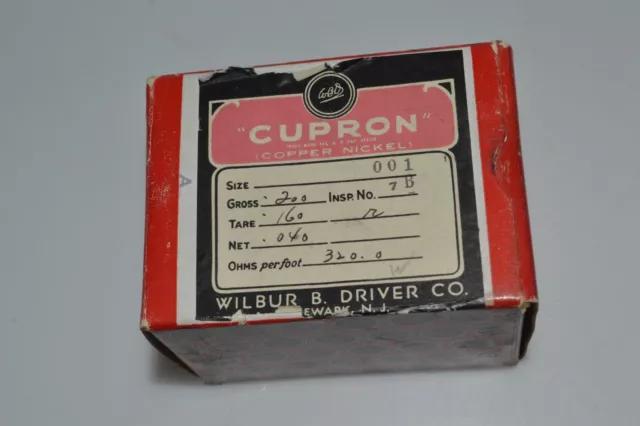 WBD
"CUPRON"
(COPPER NICKEL)
SIZE 001
GROSS .200 INSP. NO. 7B
TARE .160
NET .040
OHMS per foot 320.0
WILBUR B. DRIVER CO.
NEWARK, N. J.
A